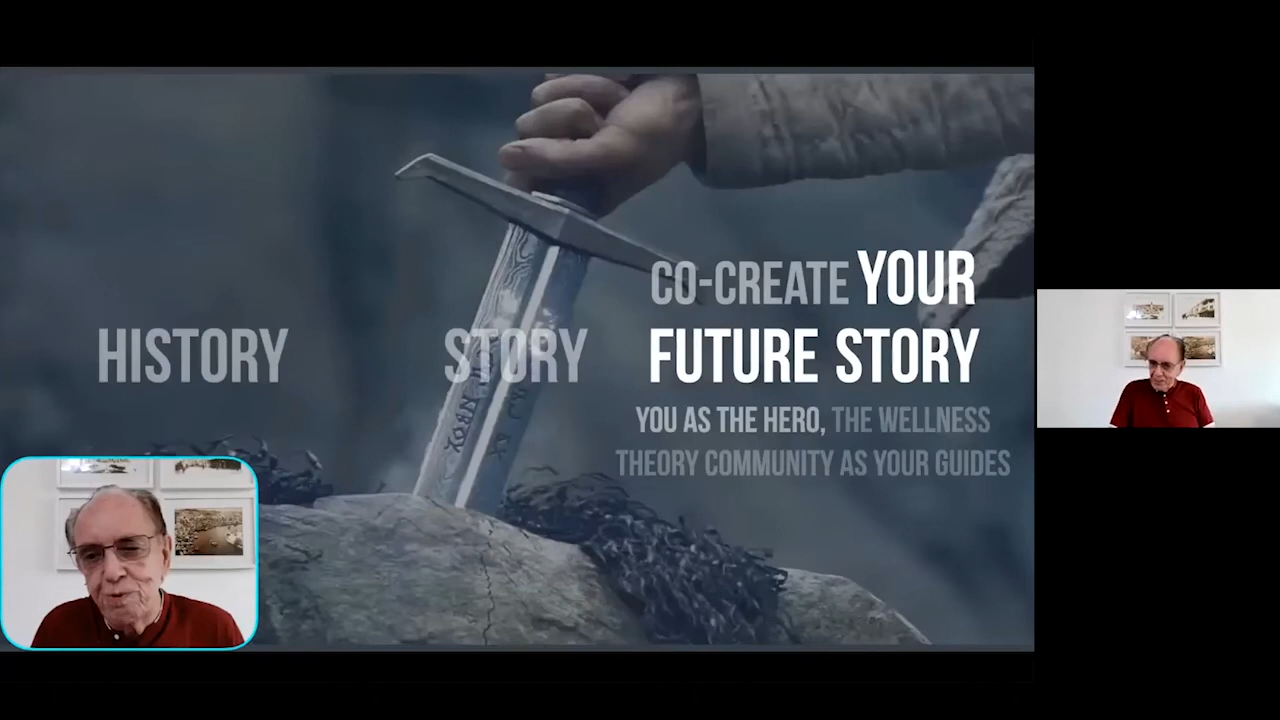 HISTORY
STORY
CO-CREATE YOUR
FUTURE STORY
YOU AS THE HERO, THE WELLNESS
THEORY COMMUNITY AS YOUR GUIDES